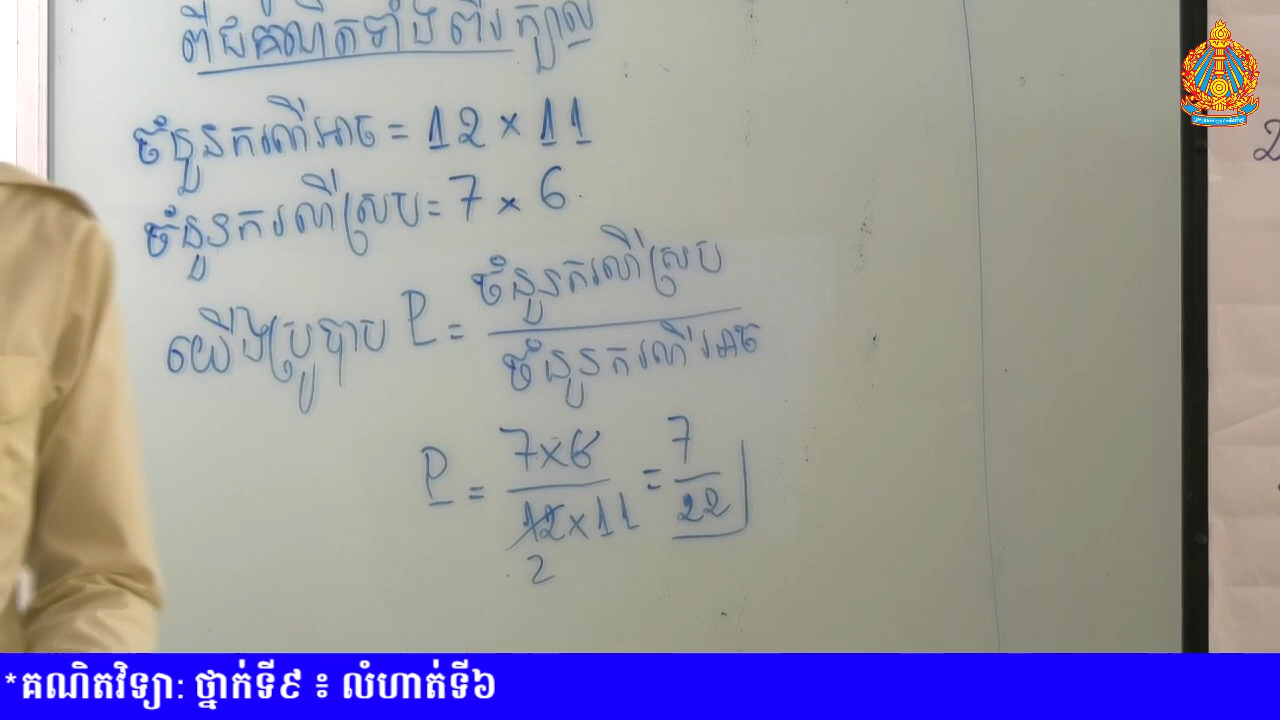 ពីជគណិតទាំងពីរក្បាល
ចំនួនករណីអាច = 12 × 11
ចំនួនករណីស្រប = 7 × 6
យើងប្រូបាប P = ចំនួនករណីស្រប
ចំនួនករណីអាច
P = 7×6 / 12×11 = 7 / 22
2
*គណិតវិទ្យា: ថ្នាក់ទី៩ ៖ លំហាត់ទី៦